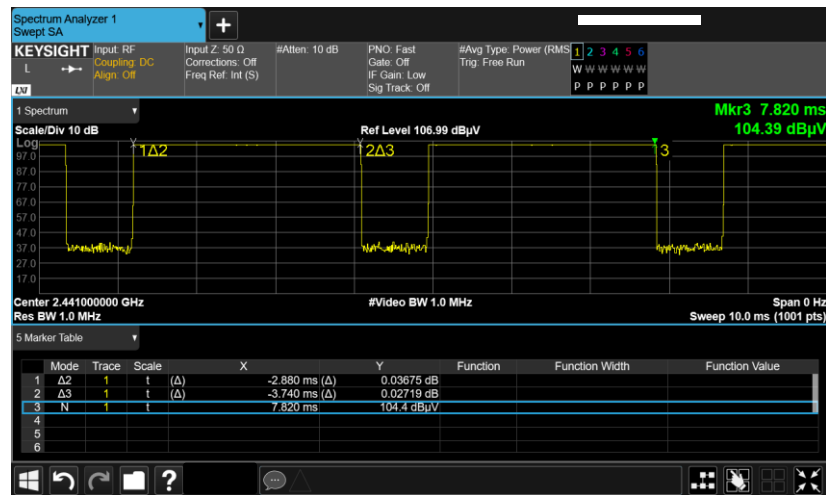 Spectrum Analyzer 1
Swept SA
+
KEYSIGHT Input: RF Input Z: 50 Ω #Atten: 10 dB PNO: Fast #Avg Type: Power (RMS 1 2 3 4 5 6
L Coupling: DC Corrections: Off Gate: Off Trig: Free Run
Align: Off Freq Ref: Int (S) IF Gain: Low W W W W W W
LXI Sig Track: Off P P P P P P
1 Spectrum Mkr3 7.820 ms
Scale/Div 10 dB Ref Level 106.99 dBµV 104.39 dBµV
Log
1Δ2 2Δ3 3
97.0
87.0
77.0
67.0
57.0
47.0
37.0
27.0
17.0
Center 2.441000000 GHz #Video BW 1.0 MHz Span 0 Hz
Res BW 1.0 MHz Sweep 10.0 ms (1001 pts)
5 Marker Table
Mode Trace Scale X Y Function Function Width Function Value
1 Δ2 1 t (Δ) -2.880 ms (Δ) 0.03675 dB
2 Δ3 1 t (Δ) -3.740 ms (Δ) 0.02719 dB
3 N 1 t 7.820 ms 104.4 dBµV
4
5
6
?